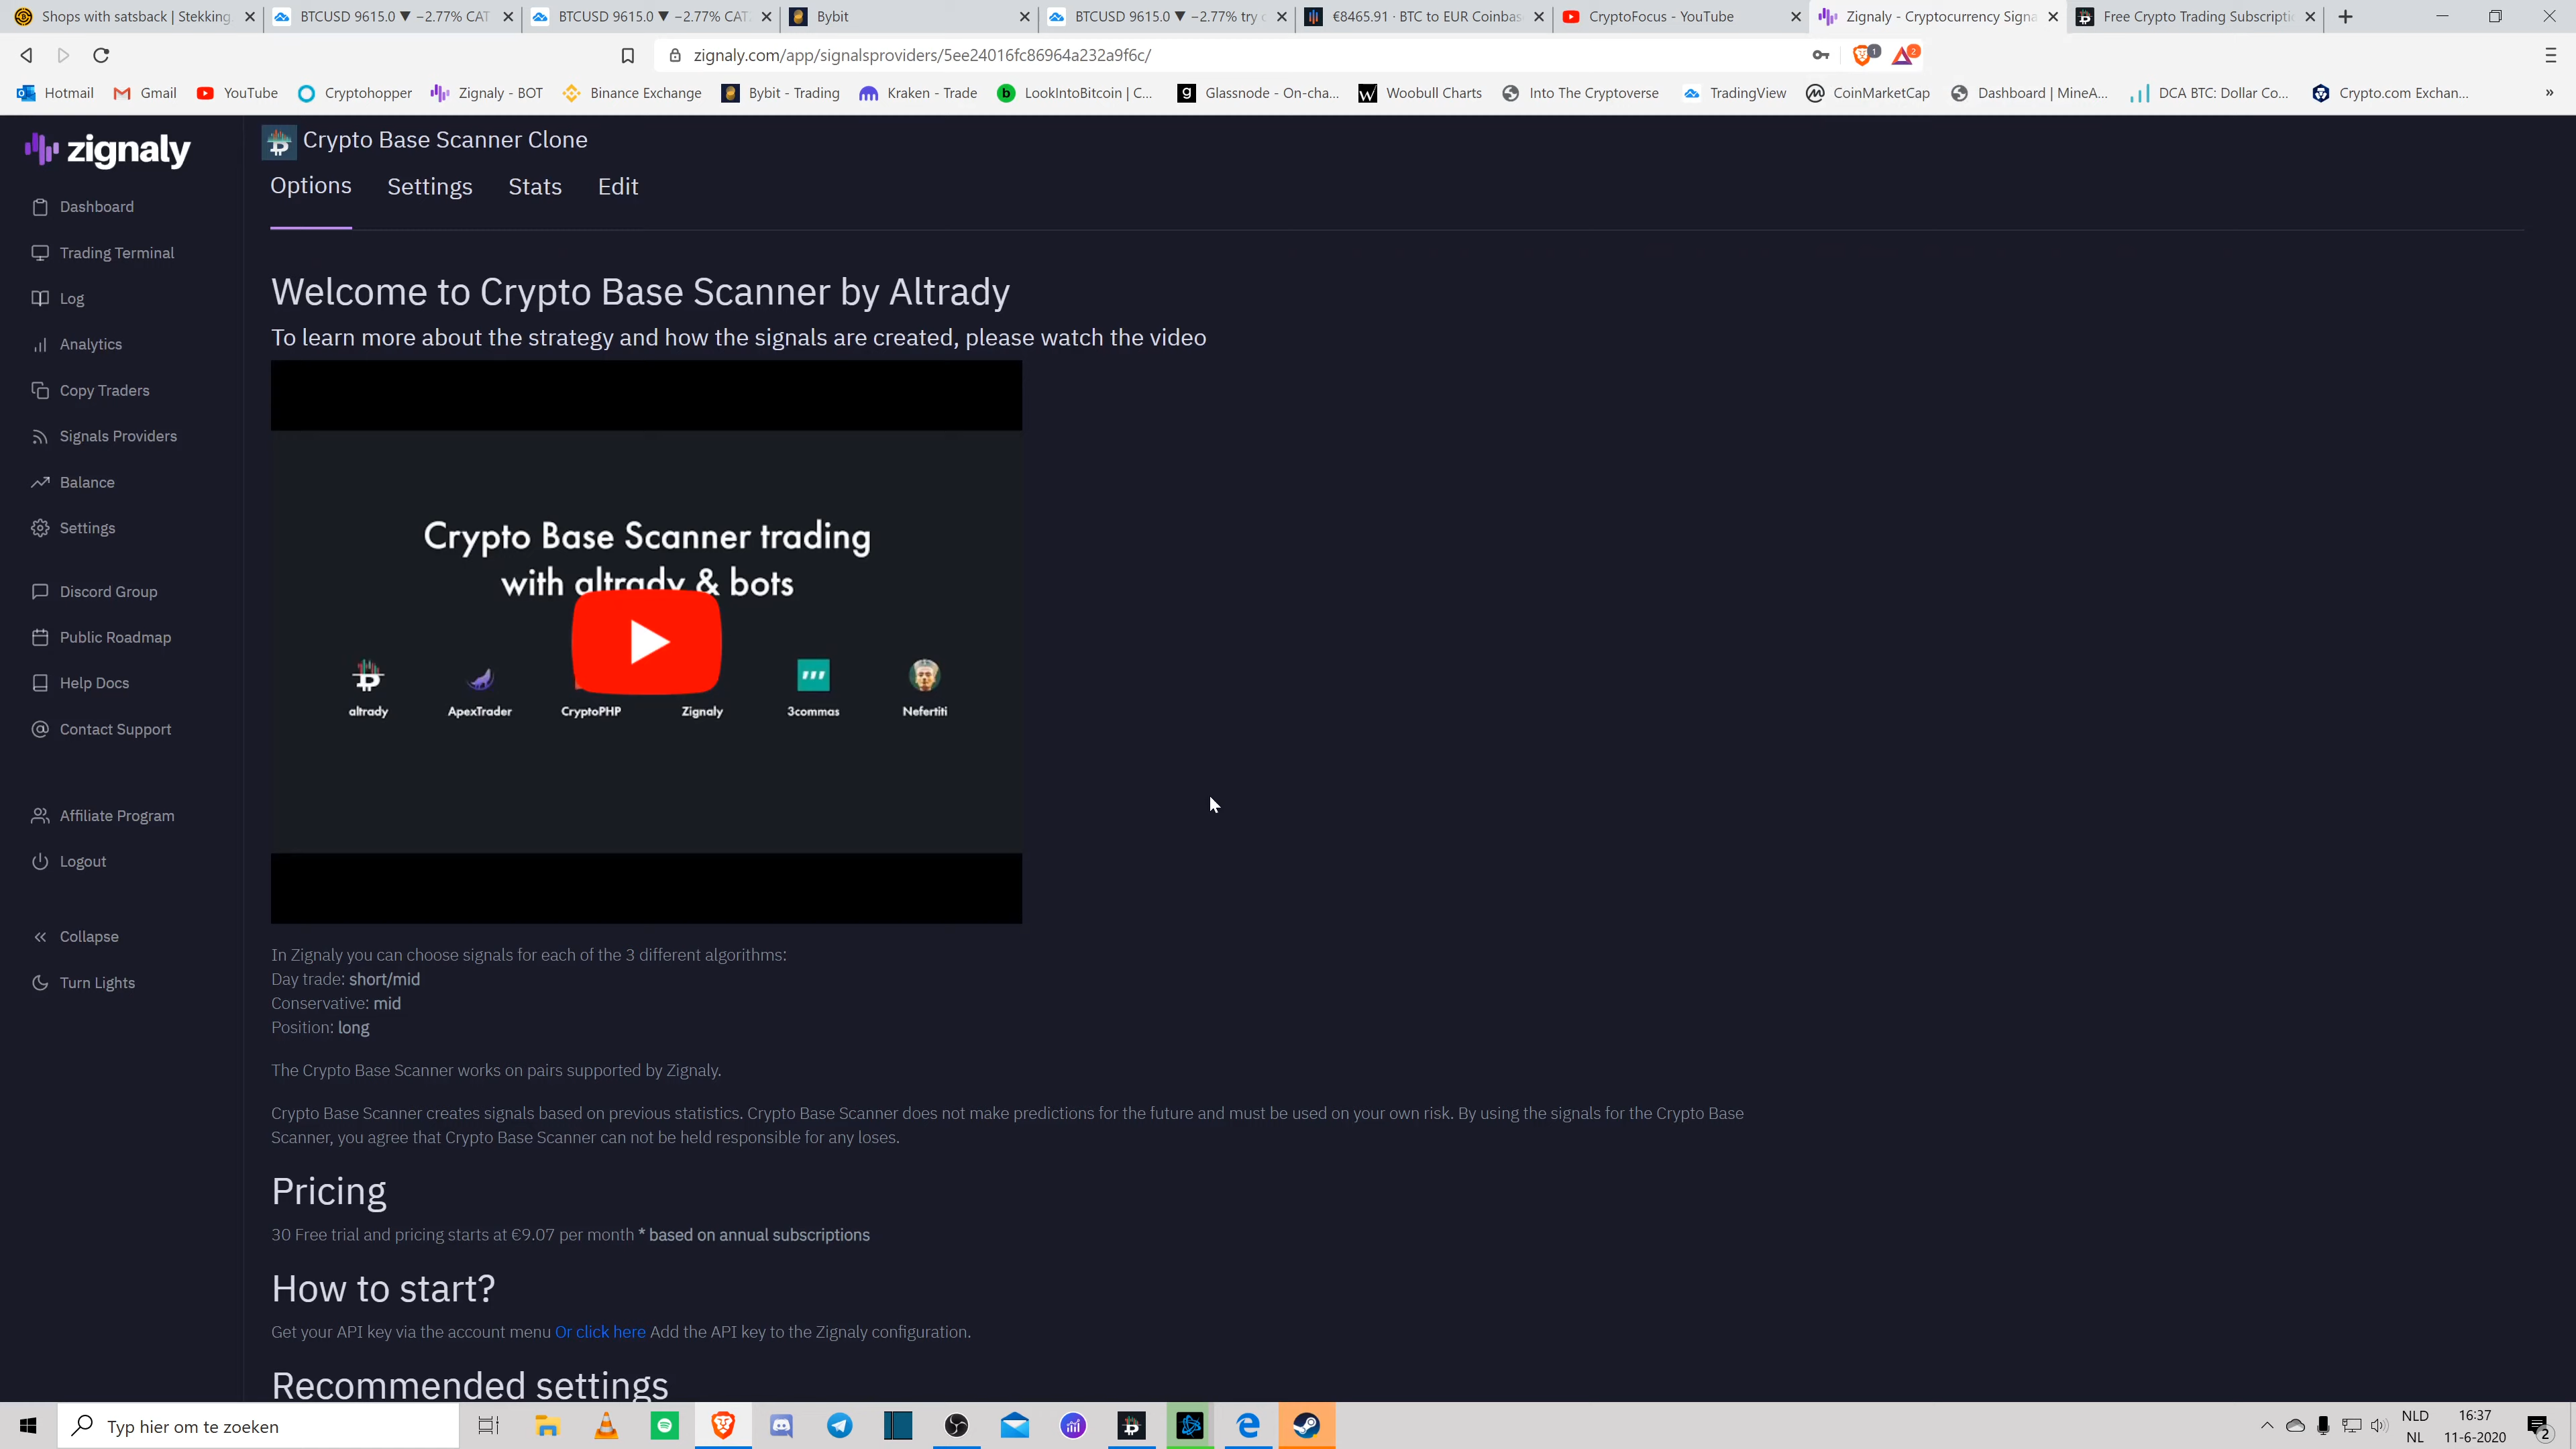 Shops with satsback | Stekking
BTCUSD 9615.0 ▼ −2.77% CAT
BTCUSD 9615.0 ▼ −2.77% CAT
Bybit
BTCUSD 9615.0 ▼ −2.77% try
€8465.91 · BTC to EUR Coinbas
CryptoFocus - YouTube
Zignaly - Cryptocurrency Signa
Free Crypto Trading Subscripti
zignaly.com/app/signalsproviders/5ee24016fc86964a232a9f6c/
1
2
Hotmail
Gmail
YouTube
Cryptohopper
Zignaly - BOT
Binance Exchange
Bybit - Trading
Kraken - Trade
LookIntoBitcoin | C...
Glassnode - On-cha...
Woobull Charts
Into The Cryptoverse
TradingView
CoinMarketCap
Dashboard | MineA...
DCA BTC: Dollar Co...
Crypto.com Exchan...
»
zignaly
Dashboard
Trading Terminal
Log
Analytics
Copy Traders
Signals Providers
Balance
Settings
Discord Group
Public Roadmap
Help Docs
Contact Support
Affiliate Program
Logout
Collapse
Turn Lights
Crypto Base Scanner Clone
Options
Settings
Stats
Edit
Welcome to Crypto Base Scanner by Altrady
To learn more about the strategy and how the signals are created, please watch the video
Crypto Base Scanner trading
with altrady & bots
altrady
ApexTrader
CryptoPHP
Zignaly
3commas
Nefertiti
In Zignaly you can choose signals for each of the 3 different algorithms:
Day trade: short/mid
Conservative: mid
Position: long
The Crypto Base Scanner works on pairs supported by Zignaly.
Crypto Base Scanner creates signals based on previous statistics. Crypto Base Scanner does not make predictions for the future and must be used on your own risk. By using the signals for the Crypto Base
Scanner, you agree that Crypto Base Scanner can not be held responsible for any loses.
Pricing
30 Free trial and pricing starts at €9.07 per month * based on annual subscriptions
How to start?
Get your API key via the account menu Or click here Add the API key to the Zignaly configuration.
Recommended settings
Typ hier om te zoeken
NLD
NL
16:37
11-6-2020
2